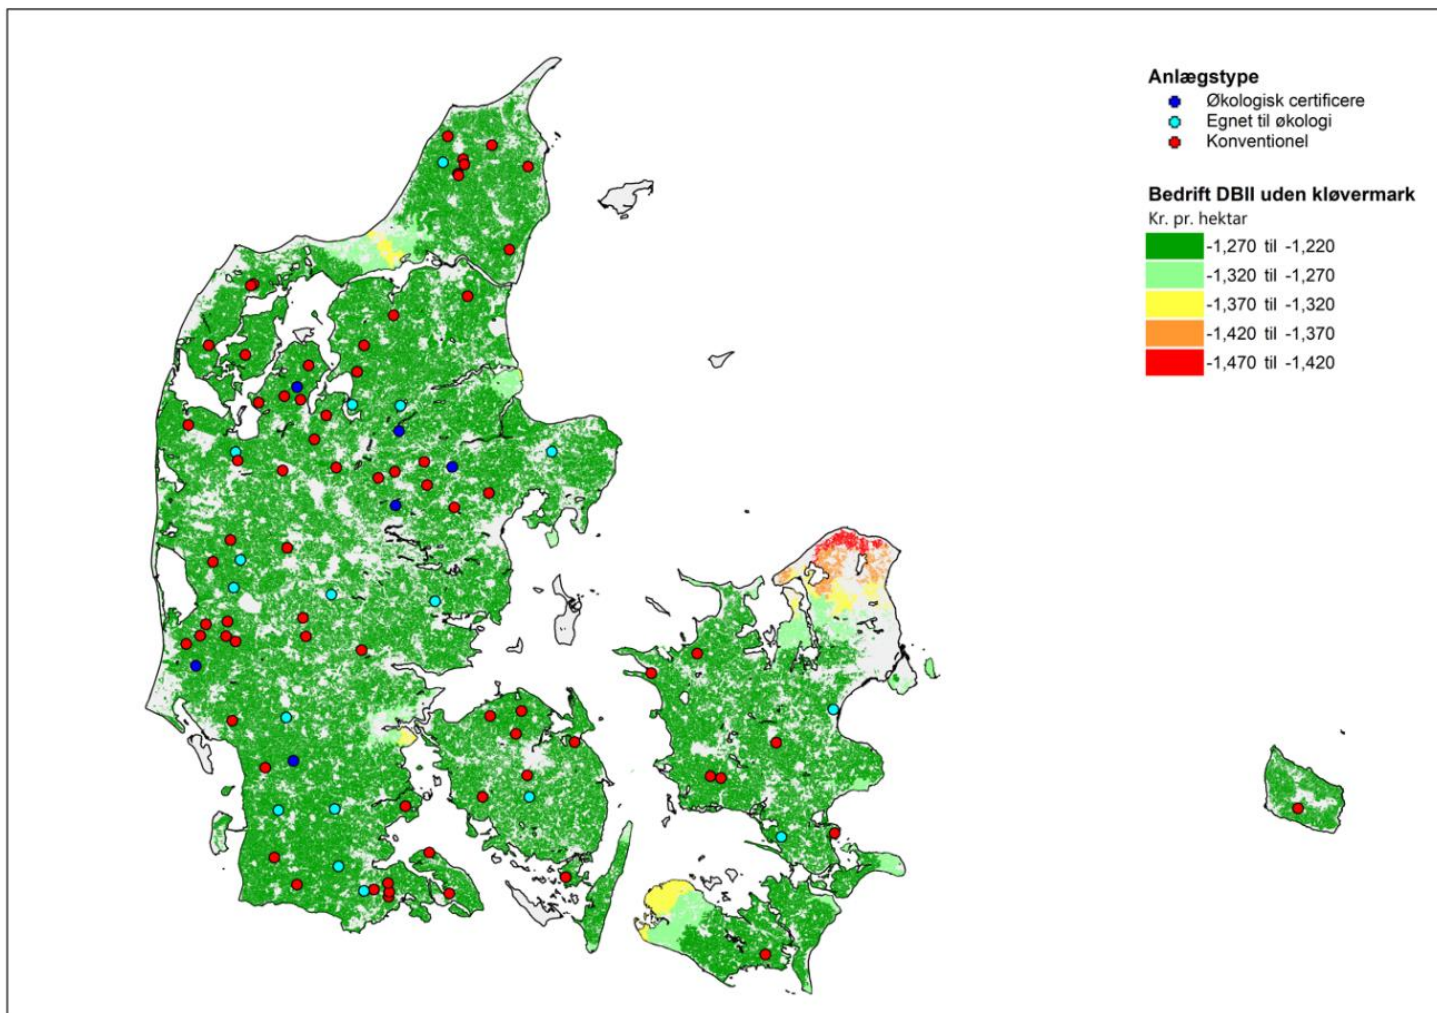 Anlægstype
Økologisk certificere
Egnet til økologi
Konventionel
Bedrift DBII uden kløvermark
Kr. pr. hektar
-1,270 til -1,220
-1,320 til -1,270
-1,370 til -1,320
-1,420 til -1,370
-1,470 til -1,420